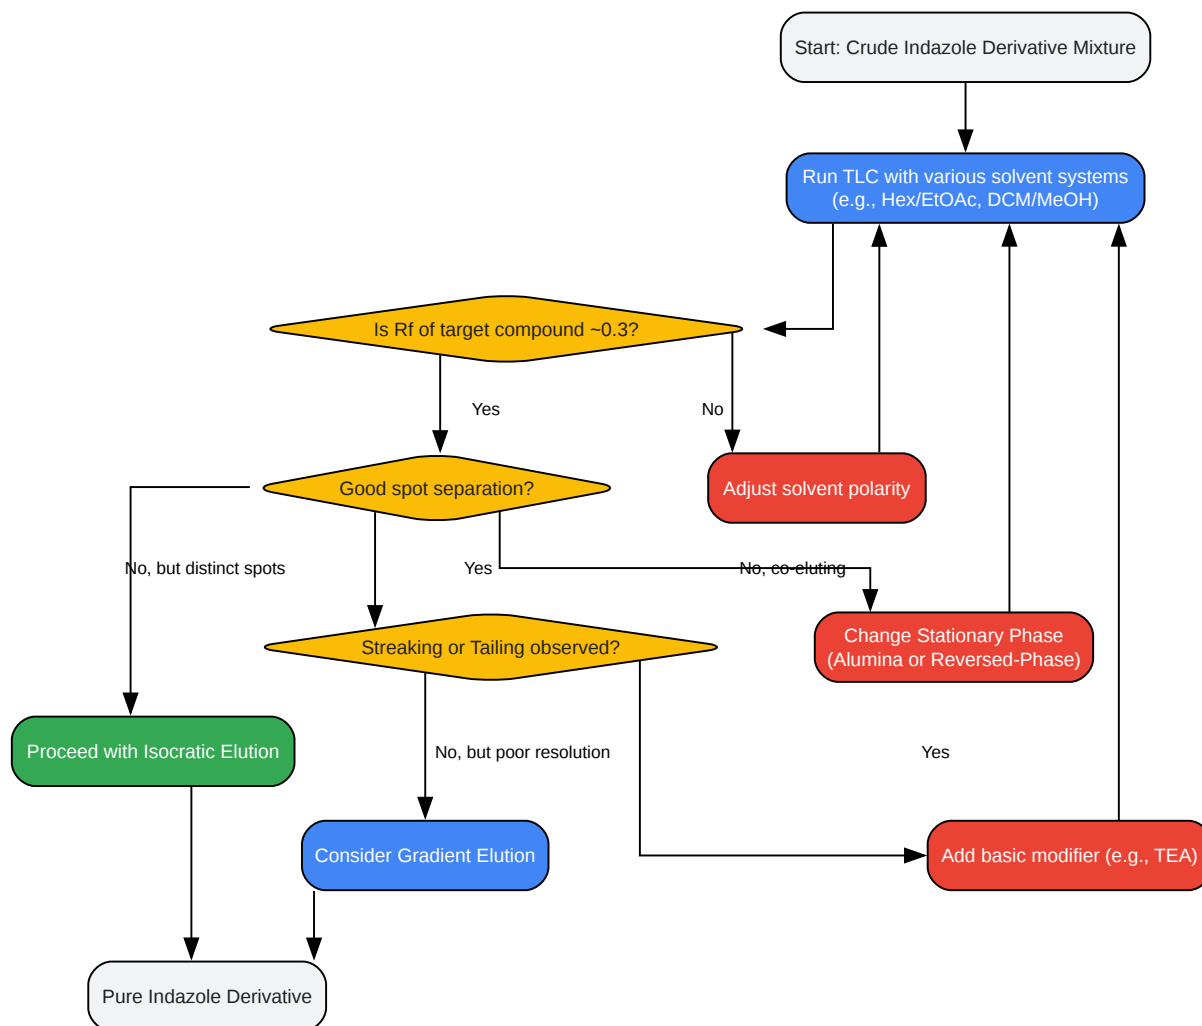 Start: Crude Indazole Derivative Mixture
Run TLC with various solvent systems
(e.g., Hex/EtOAc, DCM/MeOH)
Is Rf of target compound ~0.3?
Yes
No
Good spot separation?
Adjust solvent polarity
No, but distinct spots
Yes
No, co-eluting
Streaking or Tailing observed?
Change Stationary Phase
(Alumina or Reversed-Phase)
Proceed with Isocratic Elution
No, but poor resolution
Yes
Consider Gradient Elution
Add basic modifier (e.g., TEA)
Pure Indazole Derivative